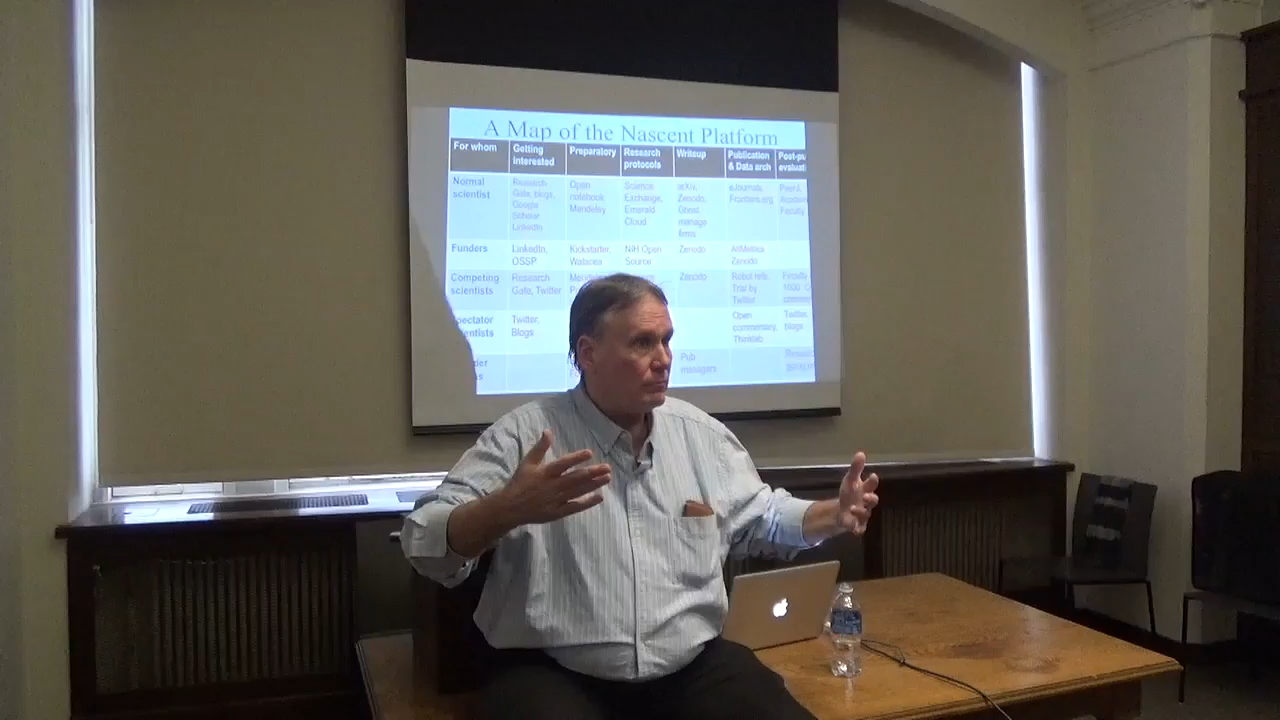 A Map of the Nascent Platform
For whom
Getting interested
Preparatory
Research protocols
Writeup
Publication & Data arch
Normal scientist
Research Gate, blogs, Google Scholar LinkedIn
Open notebook Mendeley
Science Exchange, Emerald Cloud
arXiv, Zenodo, Ghost, manage firms
eJournals, Frontiers.org
PeerJ,
Faculty
Funders
LinkedIn, OSSP
Kickstarter,
NIH Open Source
Zenodo
AltMetrics Zenodo
Competing scientists
Research Gate, Twitter
Zenodo
Robot refs, Trial by Twitter
1000
Twitter, Blogs
Open commentary, Thinklab
Twitter, blogs
Pub managers